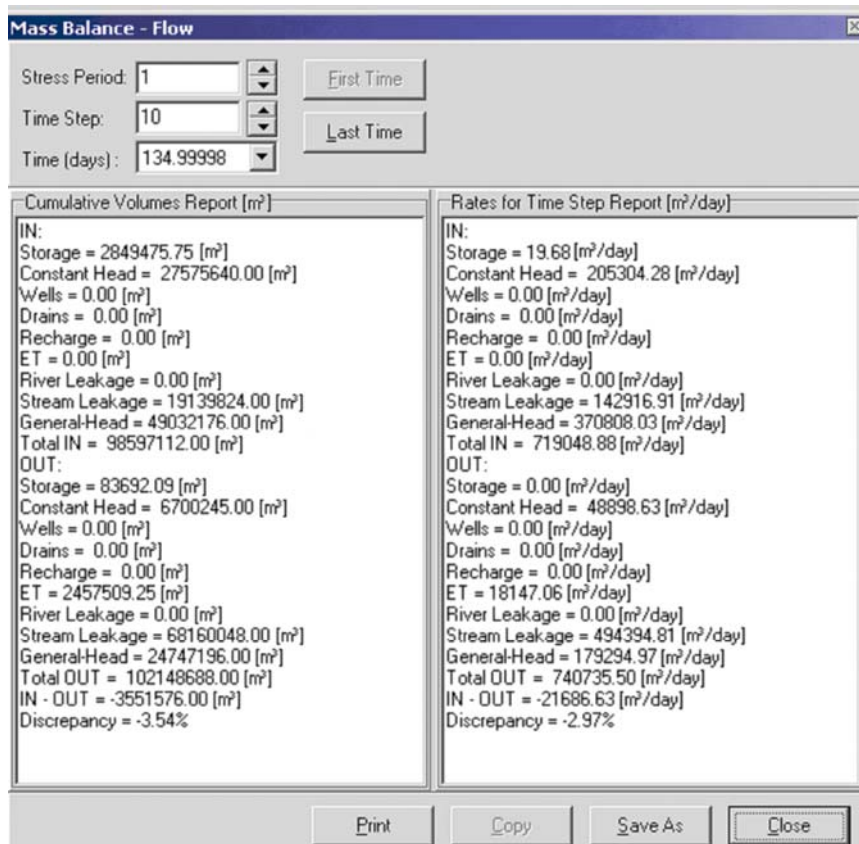 Mass Balance - Flow
Stress Period: 1
First Time
Time Step: 10
Last Time
Time (days) : 134.99998
Cumulative Volumes Report [m³]
IN:
Storage = 2849475.75 [m³]
Constant Head = 27575640.00 [m³]
Wells = 0.00 [m³]
Drains = 0.00 [m³]
Recharge = 0.00 [m³]
ET = 0.00 [m³]
River Leakage = 0.00 [m³]
Stream Leakage = 19139824.00 [m³]
General-Head = 49032176.00 [m³]
Total IN = 98597112.00 [m³]
OUT:
Storage = 83692.09 [m³]
Constant Head = 6700245.00 [m³]
Wells = 0.00 [m³]
Drains = 0.00 [m³]
Recharge = 0.00 [m³]
ET = 2457509.25 [m³]
River Leakage = 0.00 [m³]
Stream Leakage = 68160048.00 [m³]
General-Head = 24747196.00 [m³]
Total OUT = 102148688.00 [m³]
IN - OUT = -3551576.00 [m³]
Discrepancy = -3.54%
Rates for Time Step Report [m³/day]
IN:
Storage = 19.68 [m³/day]
Constant Head = 205304.28 [m³/day]
Wells = 0.00 [m³/day]
Drains = 0.00 [m³/day]
Recharge = 0.00 [m³/day]
ET = 0.00 [m³/day]
River Leakage = 0.00 [m³/day]
Stream Leakage = 142916.91 [m³/day]
General-Head = 370808.03 [m³/day]
Total IN = 719048.88 [m³/day]
OUT:
Storage = 0.00 [m³/day]
Constant Head = 48898.63 [m³/day]
Wells = 0.00 [m³/day]
Drains = 0.00 [m³/day]
Recharge = 0.00 [m³/day]
ET = 18147.06 [m³/day]
River Leakage = 0.00 [m³/day]
Stream Leakage = 494394.81 [m³/day]
General-Head = 179294.97 [m³/day]
Total OUT = 740735.50 [m³/day]
IN - OUT = -21686.63 [m³/day]
Discrepancy = -2.97%
Print
Copy
Save As
Close